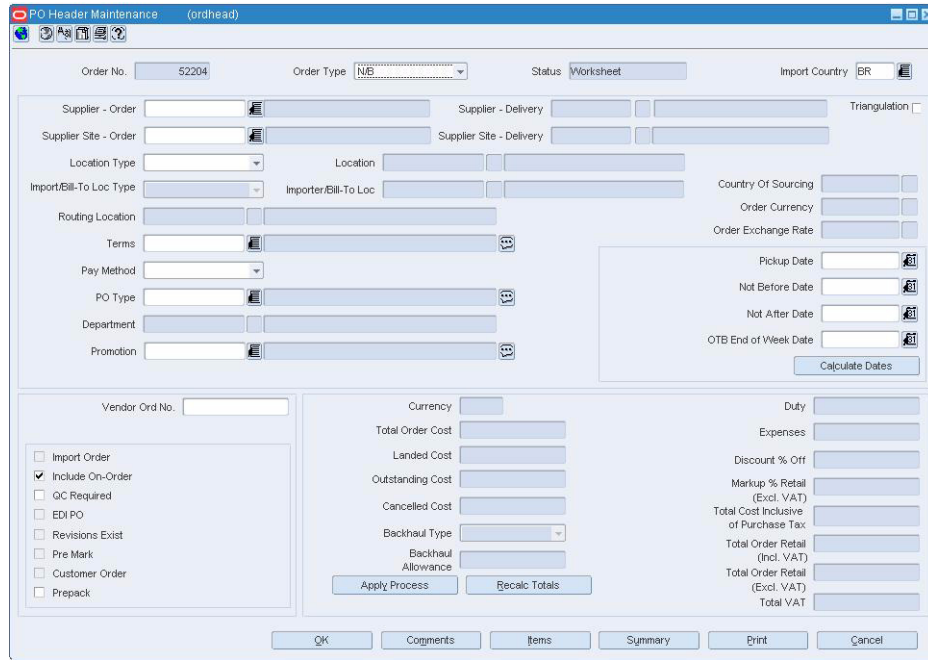 PO Header Maintenance (ordhead)
Order No. 52204 Order Type N/B Status Worksheet Import Country BR
Supplier - Order Supplier - Delivery Triangulation
Supplier Site - Order Supplier Site - Delivery
Location Type Location
Import/Bill-To Loc Type Importer/Bill-To Loc Country Of Sourcing
Routing Location Order Currency
Order Exchange Rate
Terms
Pickup Date
Pay Method
Not Before Date
PO Type
Not After Date
Department
OTB End of Week Date
Promotion
Calculate Dates
Vendor Ord No. Currency Duty
Total Order Cost Expenses
Import Order Landed Cost Discount % Off
Include On-Order Outstanding Cost Markup % Retail
(Excl. VAT)
QC Required Cancelled Cost Total Cost Inclusive
of Purchase Tax
EDI PO
Revisions Exist Backhaul Type Total Order Retail
(Incl. VAT)
Pre Mark Backhaul
Allowance
Customer Order Total Order Retail
(Excl. VAT)
Prepack Apply Process Recalc Totals Total VAT
OK Comments Items Summary Print Cancel